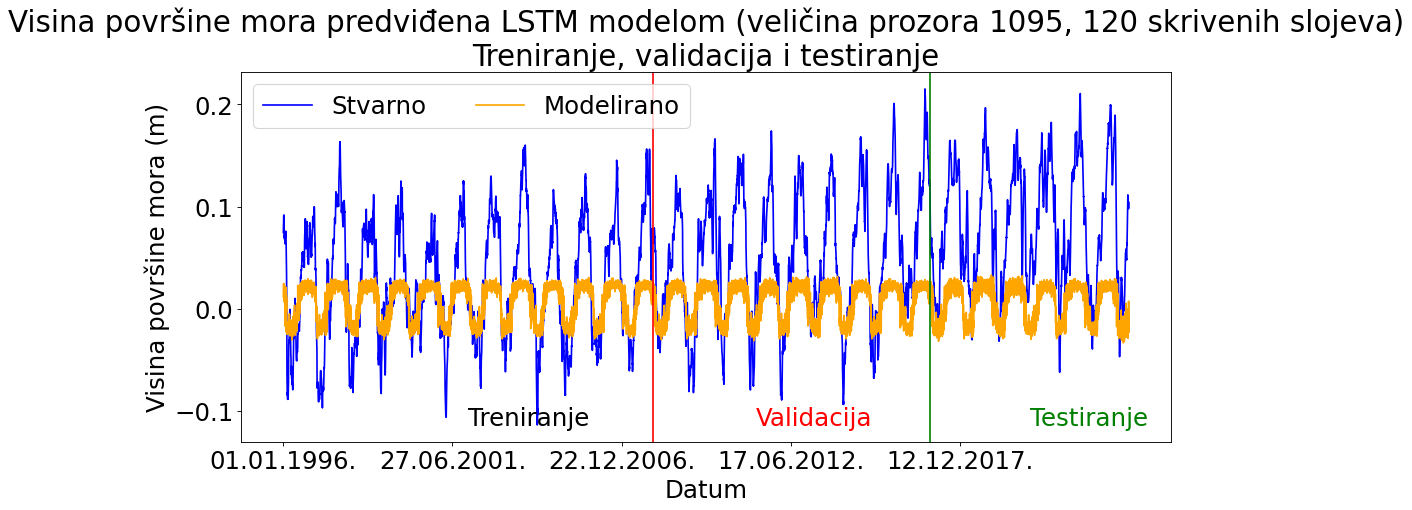 Visina površine mora predviđena LSTM modelom (veličina prozora 1095, 120 skrivenih slojeva)
Treniranje, validacija i testiranje
Stvarno Modelirano
Visina površine mora (m)
0.2
0.1
0.0
−0.1
Treniranje Validacija Testiranje
01.01.1996. 27.06.2001. 22.12.2006. 17.06.2012. 12.12.2017.
Datum